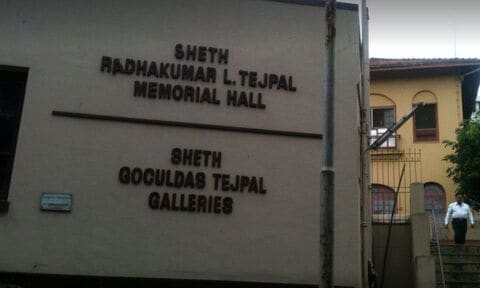 SHETH
RADHAKUMAR L. TEJPAL
MEMORIAL HALL
SHETH
GOCULDAS TEJPAL
GALLERIES